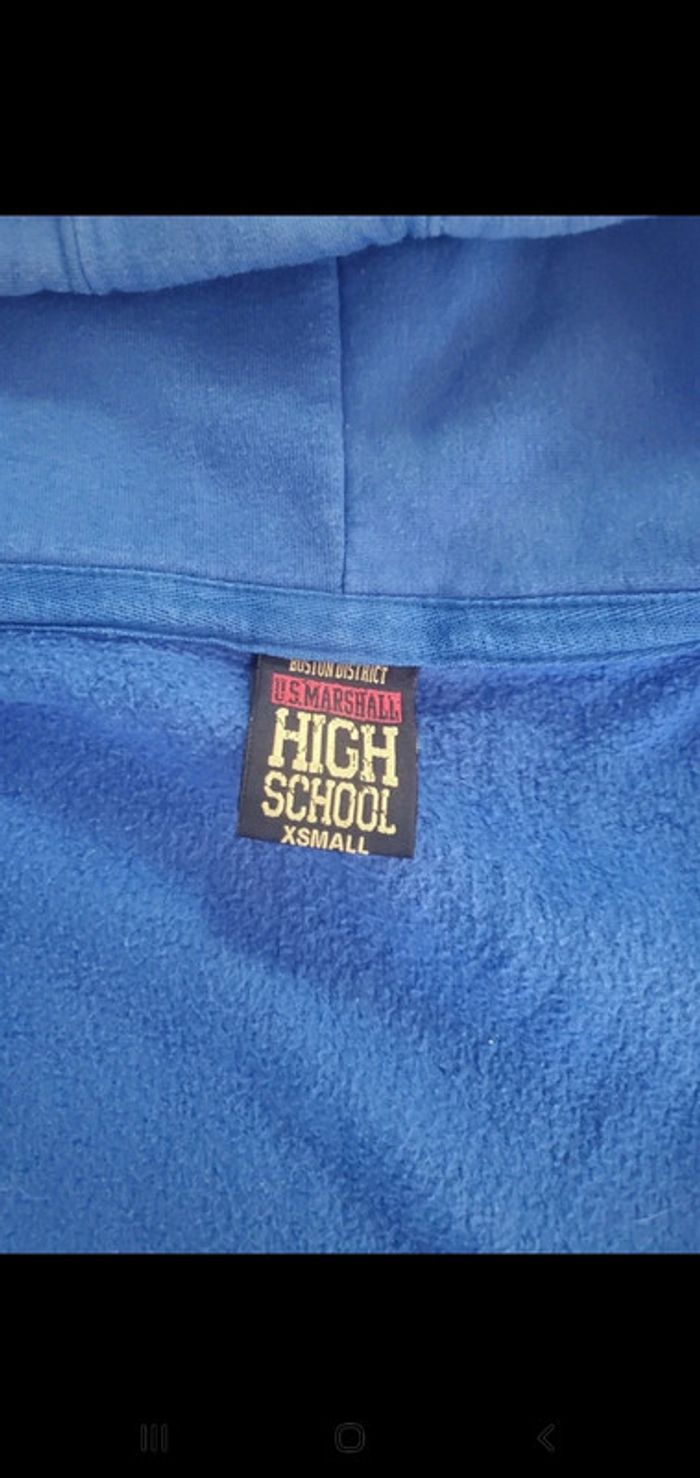 BOSTON DISTRICT
U.S.MARSHALL
HIGH
SCHOOL
XSMALL